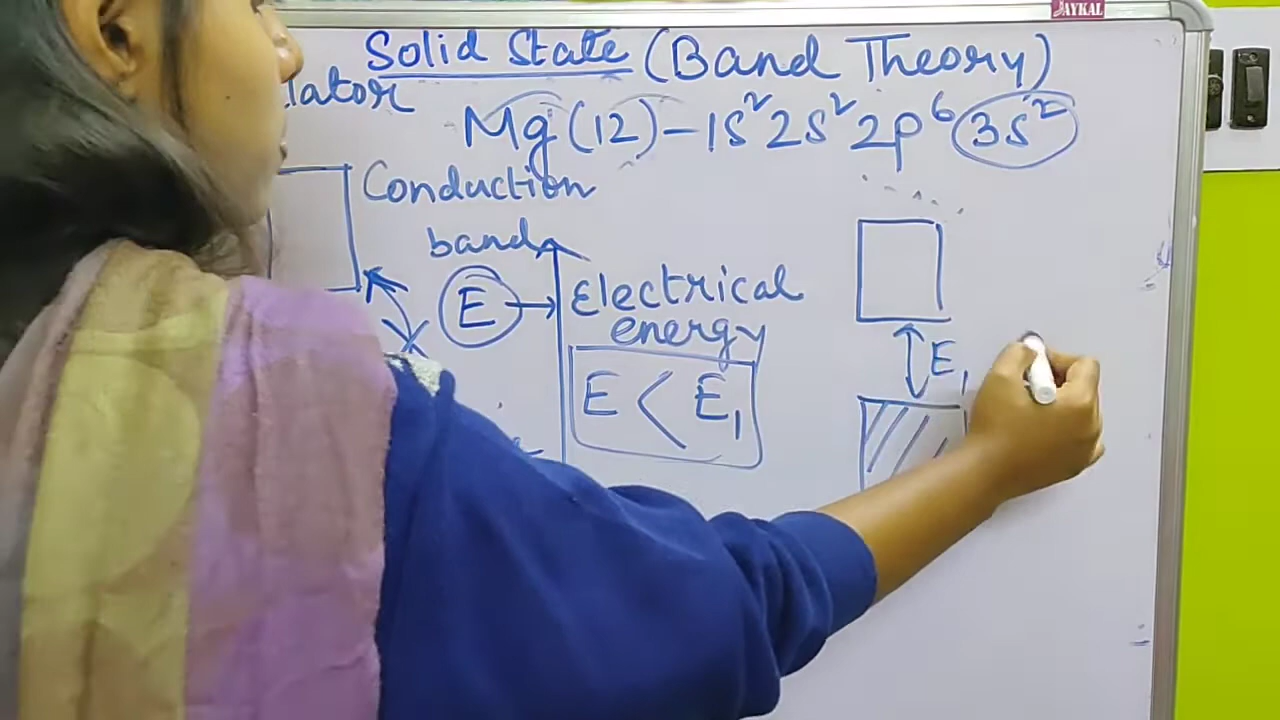 JAYKAL
Solid State (Band Theory)
lator
Mg (12) - 1s² 2s² 2p⁶ 3s²
Conduction
band
E
Electrical
energy
E < E₁
E₁